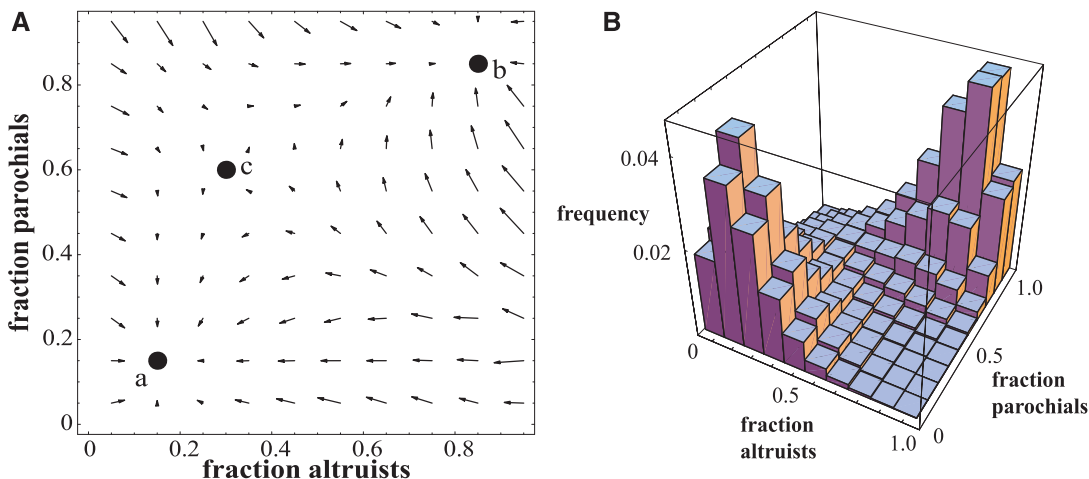 A
fraction parochials
0.8
0.6
0.4
0.2
0
a
b
c
0
0.2
0.4
0.6
0.8
fraction altruists
B
frequency
0.04
0.02
0
0.5
1.0
fraction
altruists
0
0.5
1.0
fraction
parochials